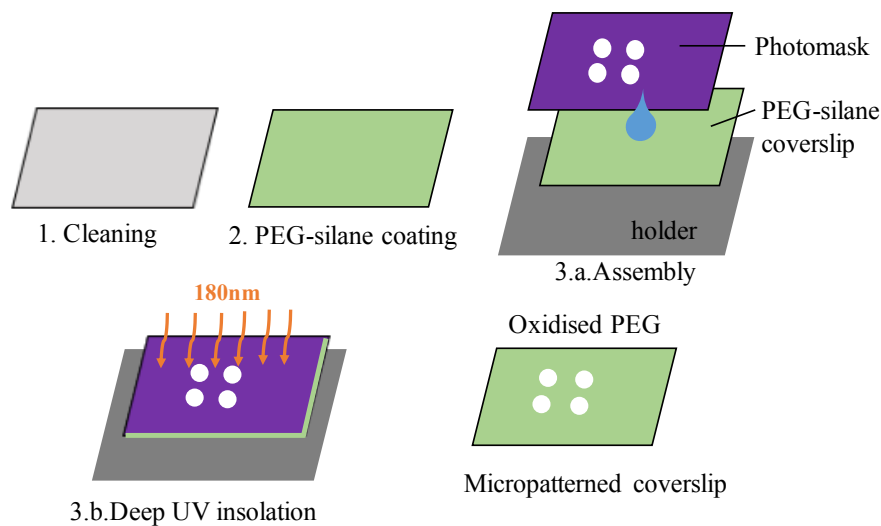 Photomask
PEG-silane
coverslip
1. Cleaning
2. PEG-silane coating
holder
3.a.Assembly
180nm
Oxidised PEG
3.b.Deep UV insolation
Micropatterned coverslip